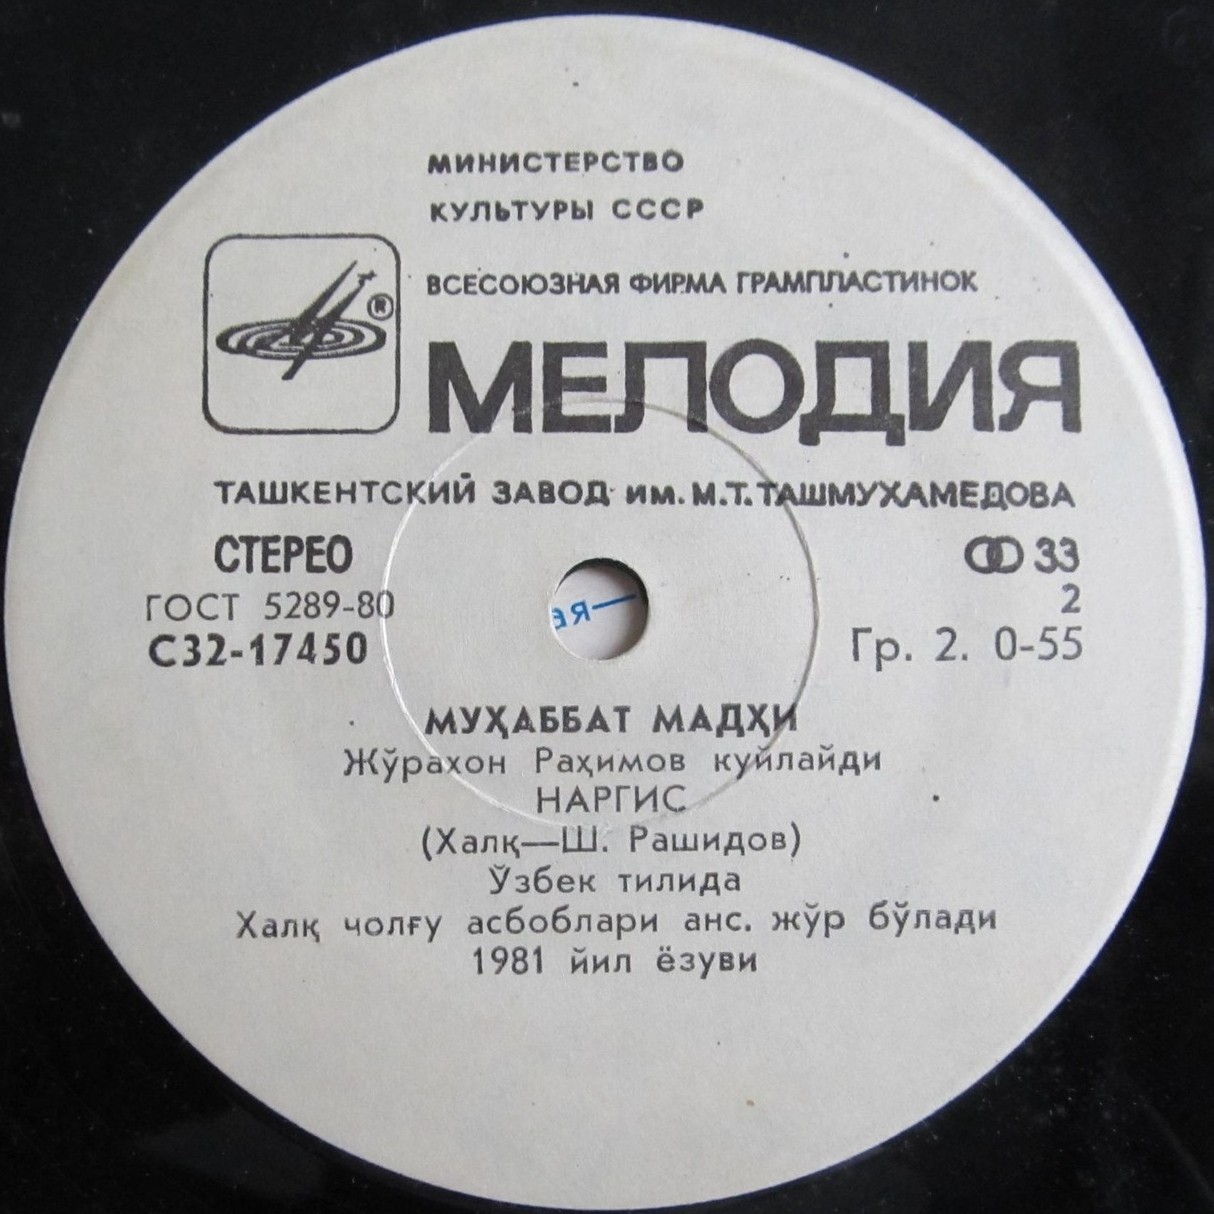 МИНИСТЕРСТВО
КУЛЬТУРЫ СССР
ВСЕСОЮЗНАЯ ФИРМА ГРАМПЛАСТИНОК
®
МЕЛОДИЯ
ТАШКЕНТСКИЙ ЗАВОД им. М.Т.ТАШМУХАМЕДОВА
СТЕРЕО 33
ГОСТ 5289-80 2
С32-17450 Гр. 2. 0-55
ая—
МУҲАББАТ МАДҲИ
Жўрахон Раҳимов куйлайди
НАРГИС
(Халқ—Ш. Рашидов)
Ўзбек тилида
Халқ чолғу асбоблари анс. жўр бўлади
1981 йил ёзуви